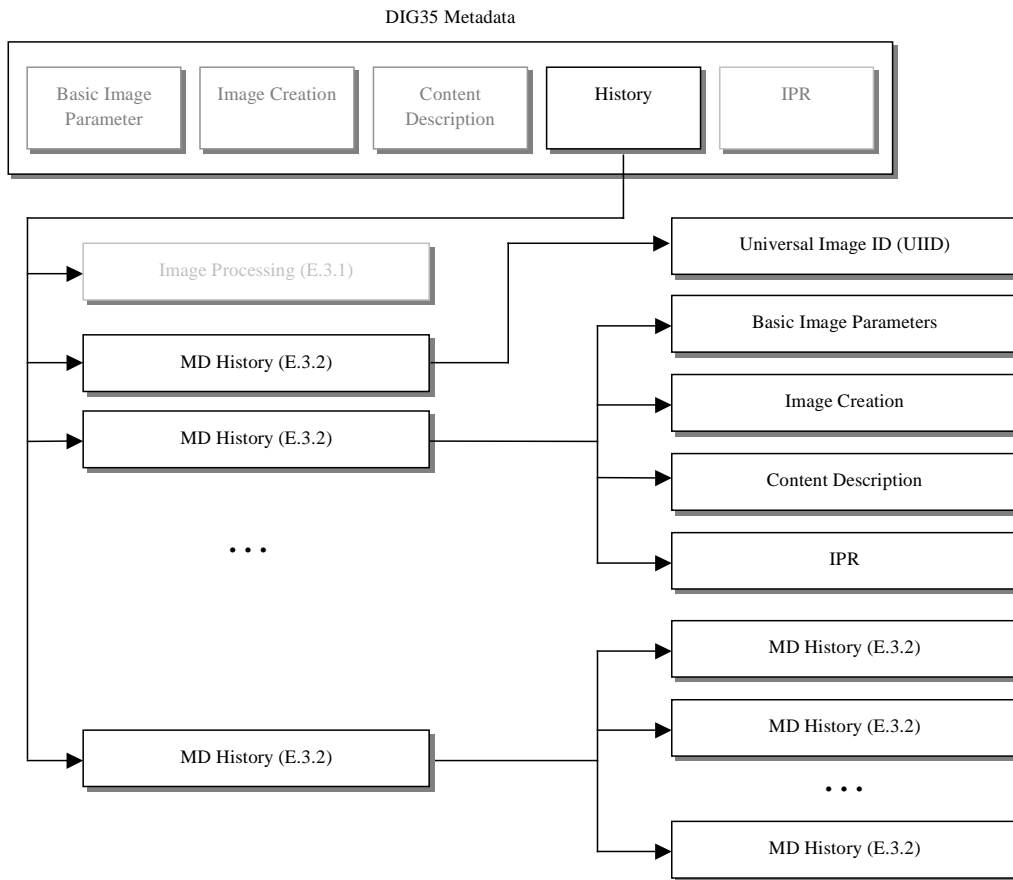 DIG35 Metadata
Basic Image
Parameter
Image Creation
Content
Description
History
IPR
Image Processing (E.3.1)
MD History (E.3.2)
MD History (E.3.2)
. . .
MD History (E.3.2)
Universal Image ID (UIID)
Basic Image Parameters
Image Creation
Content Description
IPR
MD History (E.3.2)
MD History (E.3.2)
. . .
MD History (E.3.2)